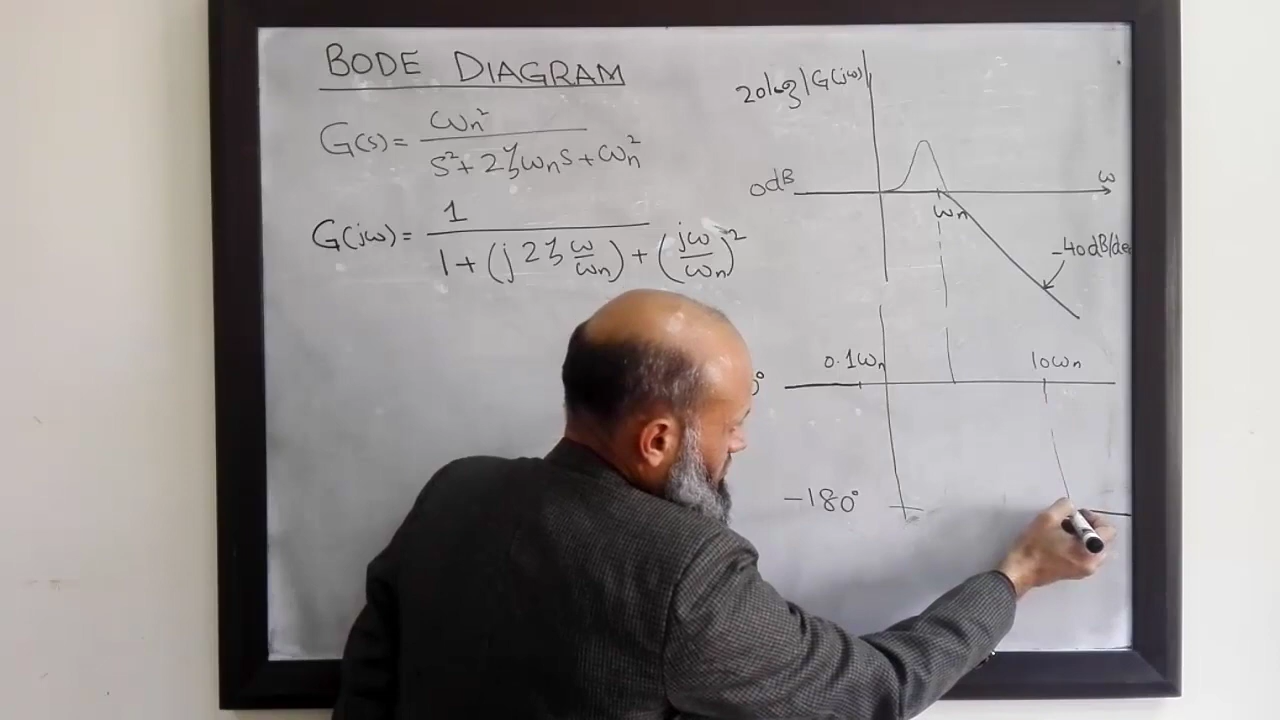 BODE DIAGRAM
G(s) = ωn² / s² + 2ζωns + ωn²
G(jω) = 1 / 1 + (j2ζ ω/ωn) + (jω/ωn)²
20log|G(jω)|
0dB
ω
ωn
-40dB/dec
0.1ωn
10ωn
-180°